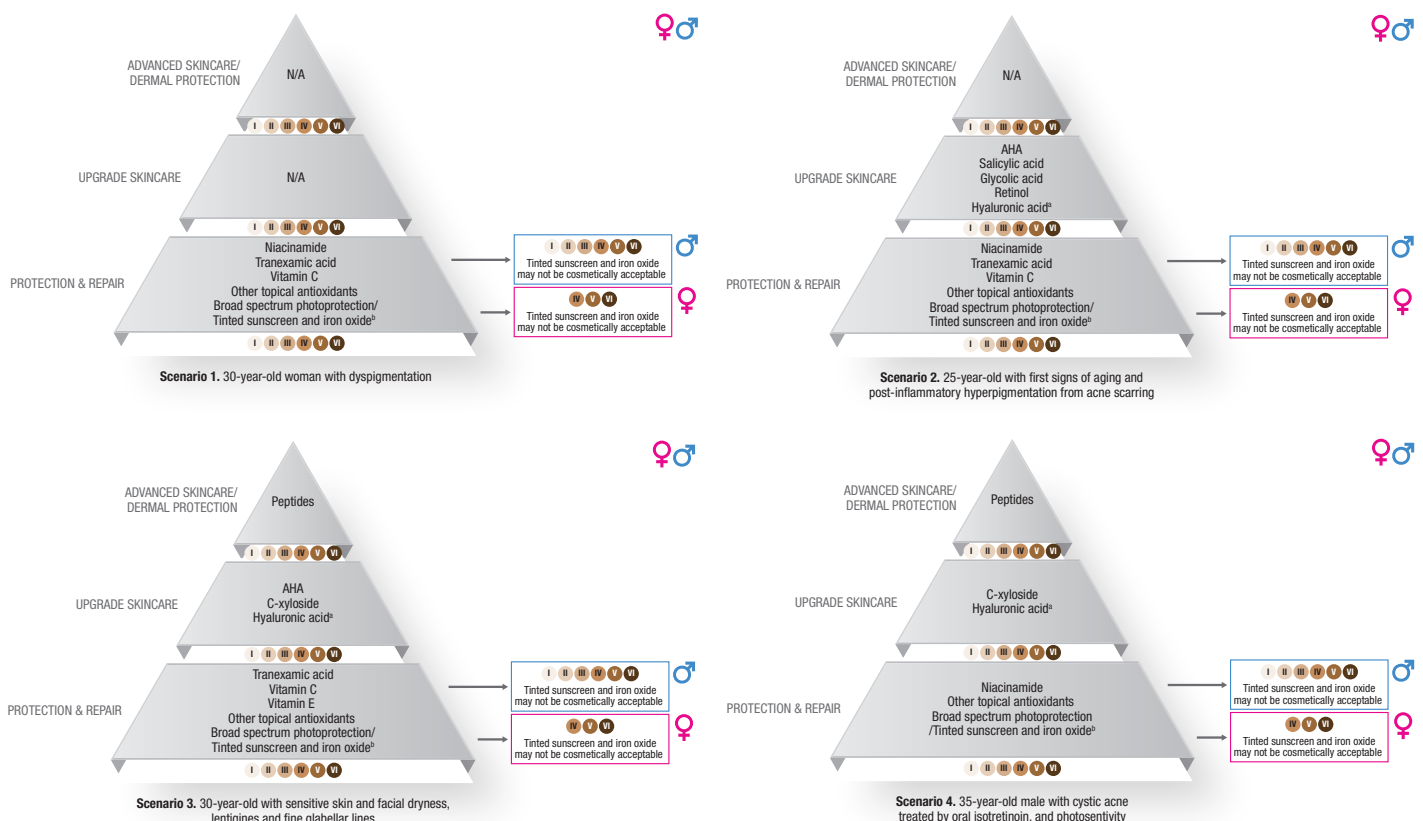 ADVANCED SKINCARE/
DERMAL PROTECTION
N/A
I II III IV V VI
UPGRADE SKINCARE
N/A
I II III IV V VI
PROTECTION & REPAIR
Niacinamide
Tranexamic acid
Vitamin C
Other topical antioxidants
Broad spectrum photoprotection/
Tinted sunscreen and iron oxideᵇ
I II III IV V VI
I II III IV V VI
Tinted sunscreen and iron oxide
may not be cosmetically acceptable
IV V VI
Tinted sunscreen and iron oxide
may not be cosmetically acceptable
Scenario 1. 30-year-old woman with dyspigmentation
ADVANCED SKINCARE/
DERMAL PROTECTION
N/A
I II III IV V VI
UPGRADE SKINCARE
AHA
Salicylic acid
Glycolic acid
Retinol
Hyaluronic acidᵃ
I II III IV V VI
PROTECTION & REPAIR
Niacinamide
Tranexamic acid
Vitamin C
Other topical antioxidants
Broad spectrum photoprotection/
Tinted sunscreen and iron oxideᵇ
I II III IV V VI
I II III IV V VI
Tinted sunscreen and iron oxide
may not be cosmetically acceptable
IV V VI
Tinted sunscreen and iron oxide
may not be cosmetically acceptable
Scenario 2. 25-year-old with first signs of aging and
post-inflammatory hyperpigmentation from acne scarring
ADVANCED SKINCARE/
DERMAL PROTECTION
Peptides
I II III IV V VI
UPGRADE SKINCARE
AHA
C-xyloside
Hyaluronic acidᵃ
I II III IV V VI
PROTECTION & REPAIR
Tranexamic acid
Vitamin C
Vitamin E
Other topical antioxidants
Broad spectrum photoprotection/
Tinted sunscreen and iron oxideᵇ
I II III IV V VI
I II III IV V VI
Tinted sunscreen and iron oxide
may not be cosmetically acceptable
IV V VI
Tinted sunscreen and iron oxide
may not be cosmetically acceptable
Scenario 3. 30-year-old with sensitive skin and facial dryness,
lentigines and fine glabellar lines
ADVANCED SKINCARE/
DERMAL PROTECTION
Peptides
I II III IV V VI
UPGRADE SKINCARE
C-xyloside
Hyaluronic acidᵃ
I II III IV V VI
PROTECTION & REPAIR
Niacinamide
Other topical antioxidants
Broad spectrum photoprotection
/Tinted sunscreen and iron oxideᵇ
I II III IV V VI
I II III IV V VI
Tinted sunscreen and iron oxide
may not be cosmetically acceptable
IV V VI
Tinted sunscreen and iron oxide
may not be cosmetically acceptable
Scenario 4. 35-year-old male with cystic acne
treated by oral isotretinoin, and photosentivity